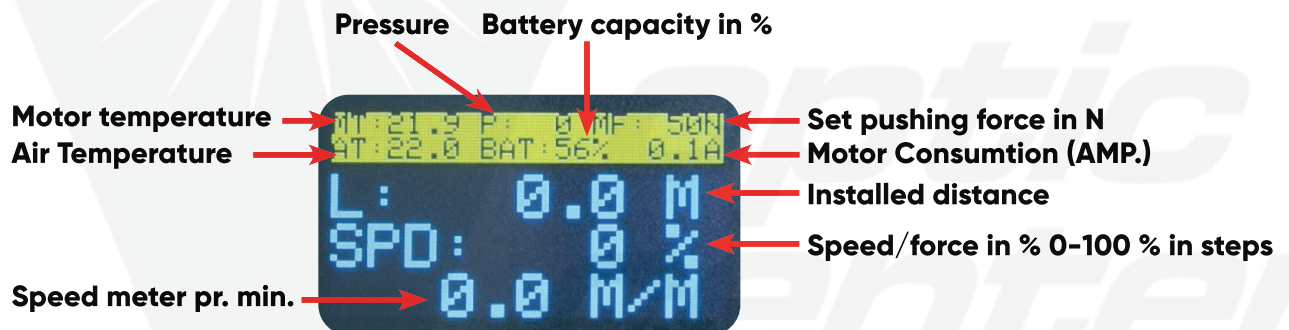 Pressure Battery capacity in %
Motor temperature
Air Temperature
Speed meter pr. min.
MT:21.9 P: 0 MF: 50N
AT:22.0 BAT:56% 0.1A
L: 0.0 M
SPD: 0 %
0.0 M/M
Set pushing force in N
Motor Consumtion (AMP.)
Installed distance
Speed/force in % 0-100 % in steps
optic